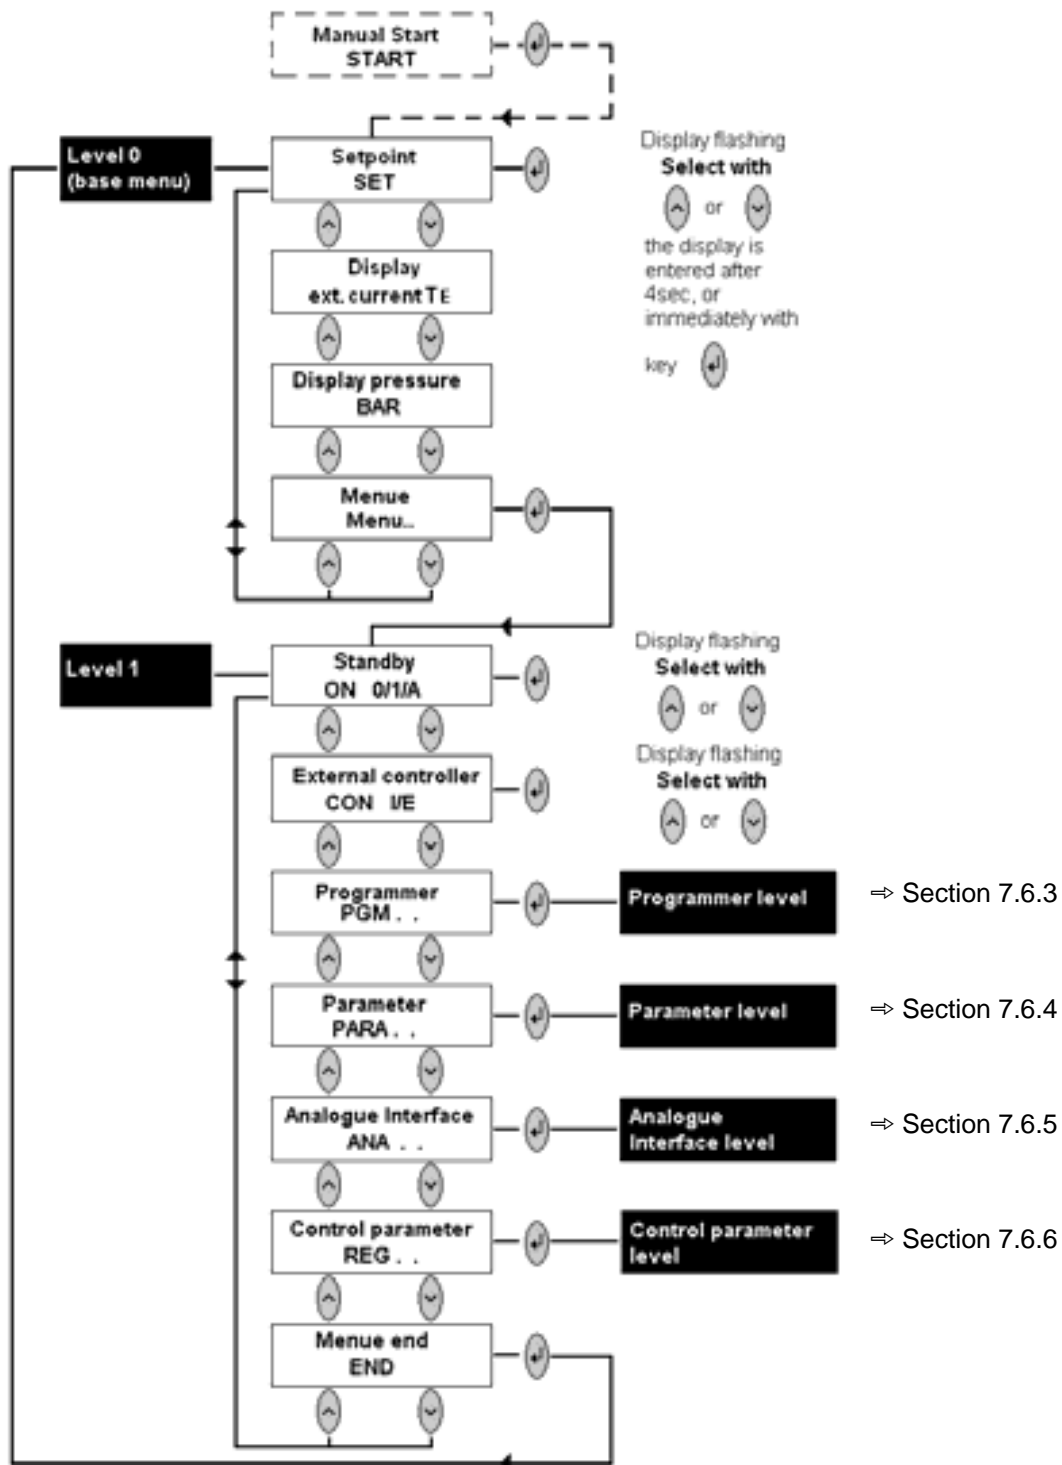 Manual Start
START
Level 0
(base menu)
Setpoint
SET
Display flashing
Select with
or
the display is
entered after
4sec, or
immediately with
key
Display
ext. current TE
Display pressure
BAR
Menue
Menu..
Level 1
Standby
ON 0/1/A
Display flashing
Select with
or
External controller
CON I/E
Display flashing
Select with
or
Programmer
PGM . .
Programmer level
⇨ Section 7.6.3
Parameter
PARA . .
Parameter level
⇨ Section 7.6.4
Analogue Interface
ANA . .
Analogue
Interface level
⇨ Section 7.6.5
Control parameter
REG . .
Control parameter
level
⇨ Section 7.6.6
Menue end
END